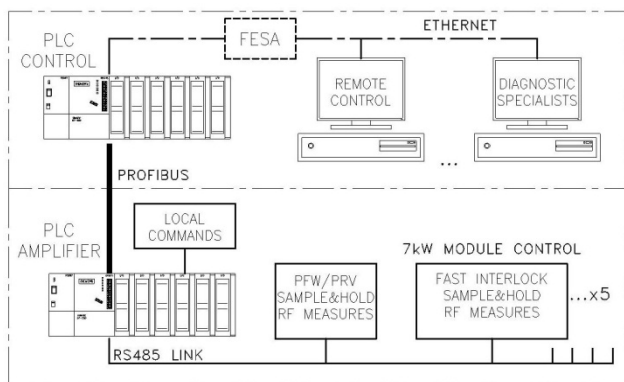 PLC
CONTROL
FESA
ETHERNET
REMOTE
CONTROL
DIAGNOSTIC
SPECIALISTS
...
PROFIBUS
PLC
AMPLIFIER
LOCAL
COMMANDS
7kW MODULE CONTROL
PFW/PRV
SAMPLE&HOLD
RF MEASURES
FAST INTERLOCK
SAMPLE&HOLD
RF MEASURES
...x5
RS485 LINK